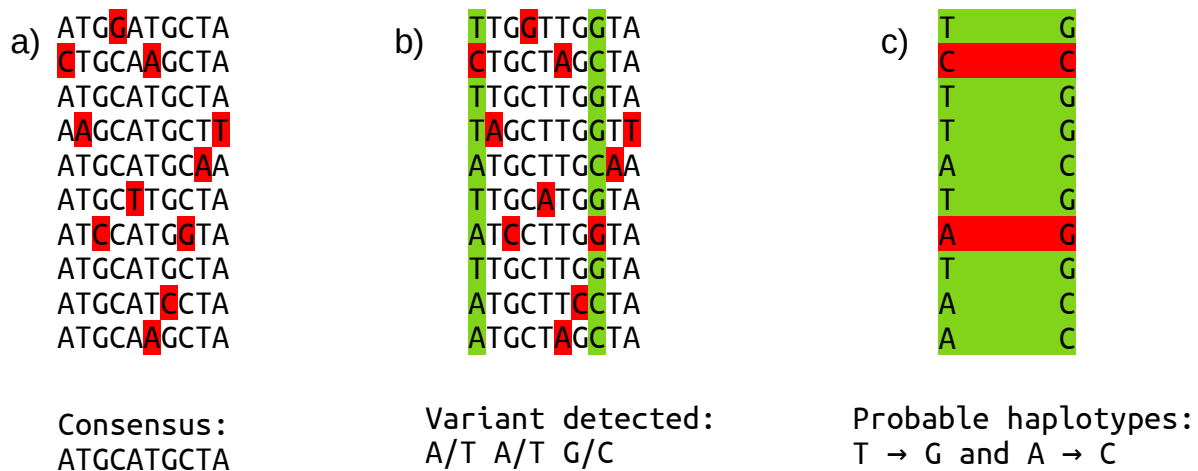 a)
ATGGATGCTA
CTGCAAGCTA
ATGCATGCTA
AAGCATGCTT
ATGCATGCAA
ATGCTTGCTA
ATCCATGGTA
ATGCATGCTA
ATGCATCCTA
ATGCAAGCTA
Consensus:
ATGCATGCTA
b)
TTGGTTGGTA
CTGCTAGCTA
TTGCTTGGTA
TAGCTTGGTT
ATGCTTGCAA
TTGCATGGTA
ATCCTTGGTA
TTGCTTGGTA
ATGCTTCCTA
ATGCTAGCTA
Variant detected:
A/T A/T G/C
c)
T G
C C
T G
T G
A C
T G
A G
T G
A C
A C
Probable haplotypes:
T → G and A → C